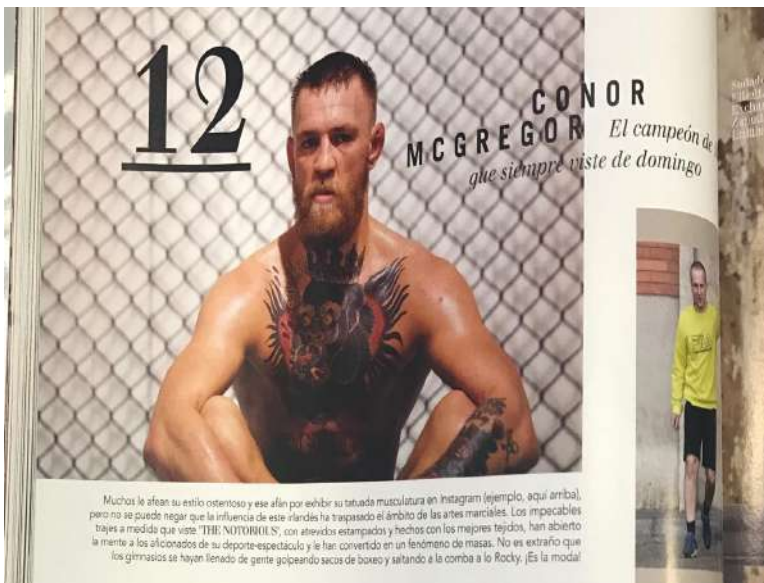 12
CONOR
MCGREGOR
El campeón de
que siempre viste de domingo
Muchos le afean su estilo ostentoso y ese afán por exhibir su tatuada musculatura en Instagram (ejemplo, aquí arriba),
pero no se puede negar que la influencia de este irlandés ha traspasado el ámbito de las artes marciales. Los impecables
trajes a medida que viste 'THE NOTORIOUS', con atrevidos estampados y hechos con los mejores tejidos, han abierto
la mente a los aficionados de su deporte-espectáculo y le han convertido en un fenómeno de masas. No es extraño que
los gimnasios se hayan llenado de gente golpeando sacos de boxeo y saltando a la comba a lo Rocky. ¡Es la moda!